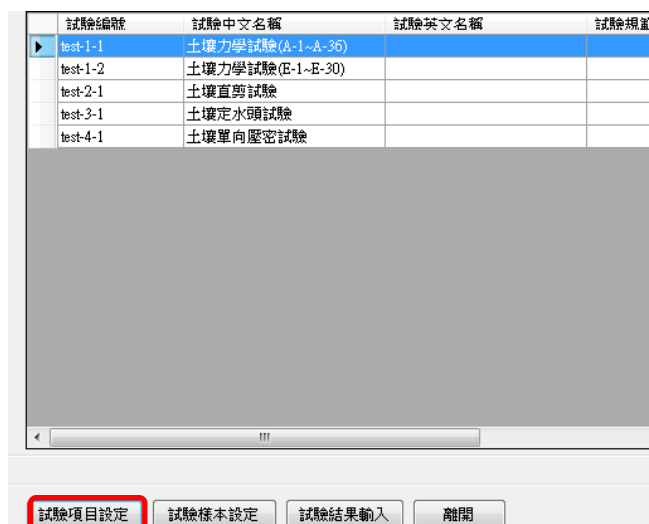 試驗編號 試驗中文名稱 試驗英文名稱 試驗規範
test-1-1 土壤力學試驗(A-1~A-36)
test-1-2 土壤力學試驗(E-1~E-30)
test-2-1 土壤直剪試驗
test-3-1 土壤定水頭試驗
test-4-1 土壤單向壓密試驗
試驗項目設定 試驗樣本設定 試驗結果輸入 離開